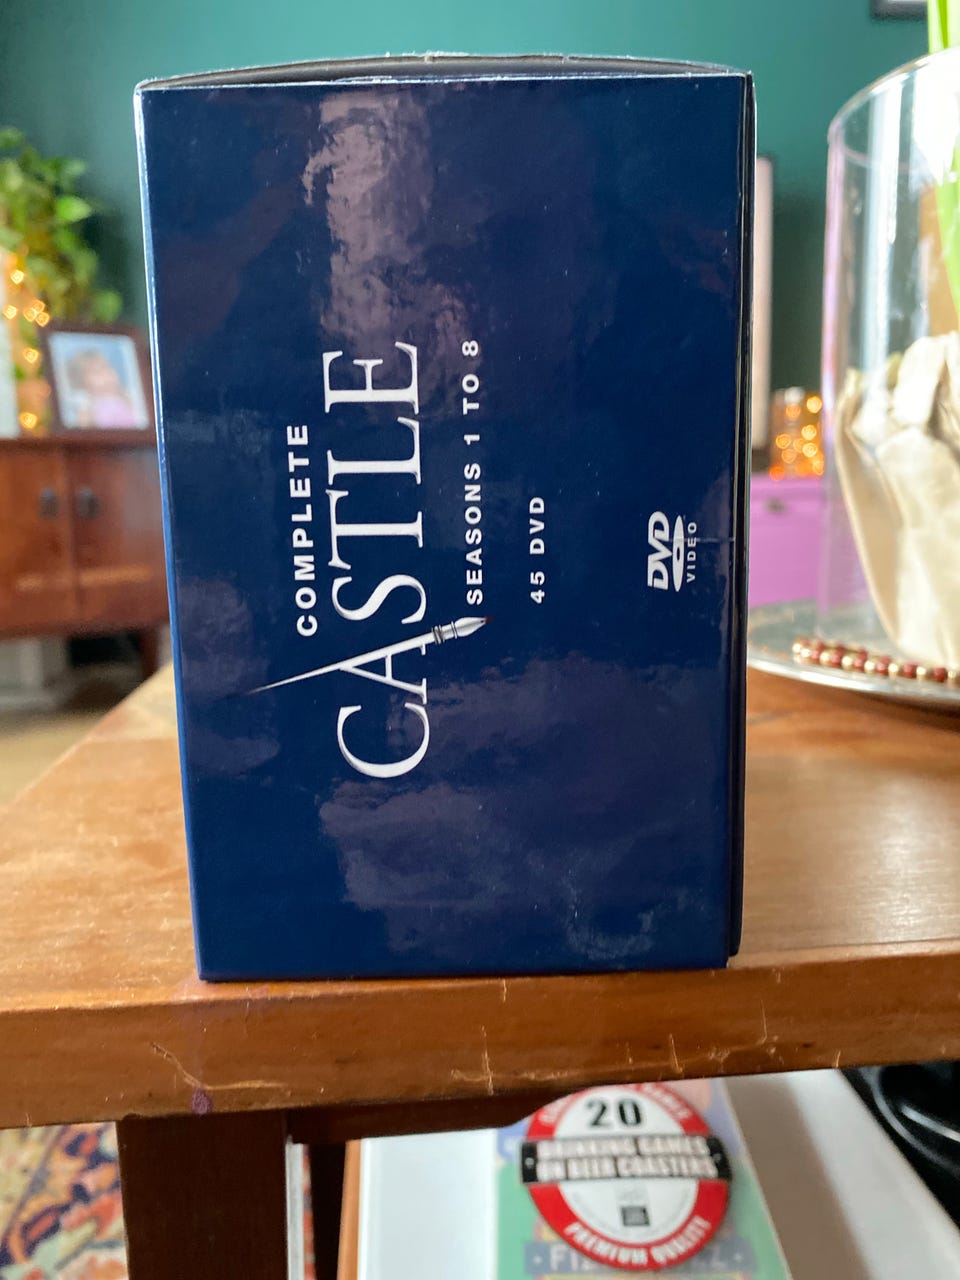 COMPLETE
CASTLE
SEASONS 1 TO 8
45 DVD
DVD
VIDEO
20
DRINKING GAMES
ON BEER COASTERS
PREMIUM QUALITY